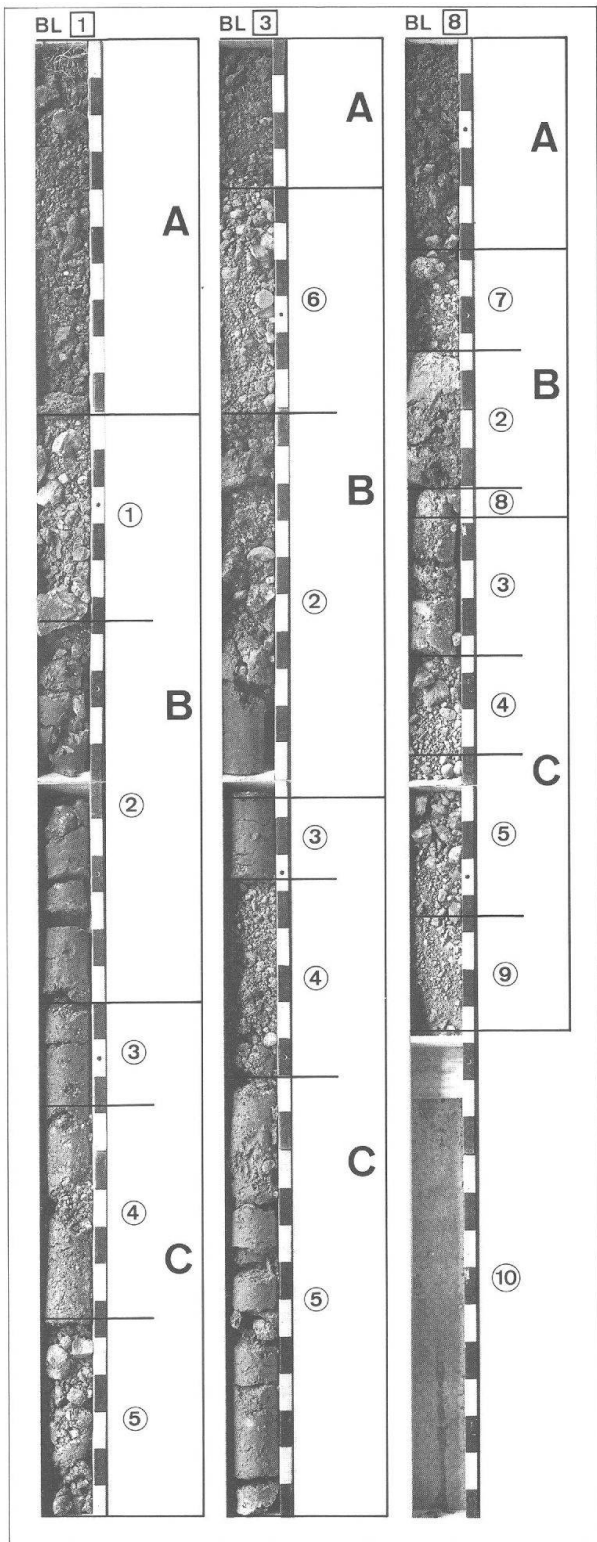 BL 1
A
①
B
②
③
④
C
⑤
BL 3
A
⑥
B
②
③
④
C
⑤
BL 8
A
⑦
B
②
⑧
③
④
C
⑤
⑨
⑩